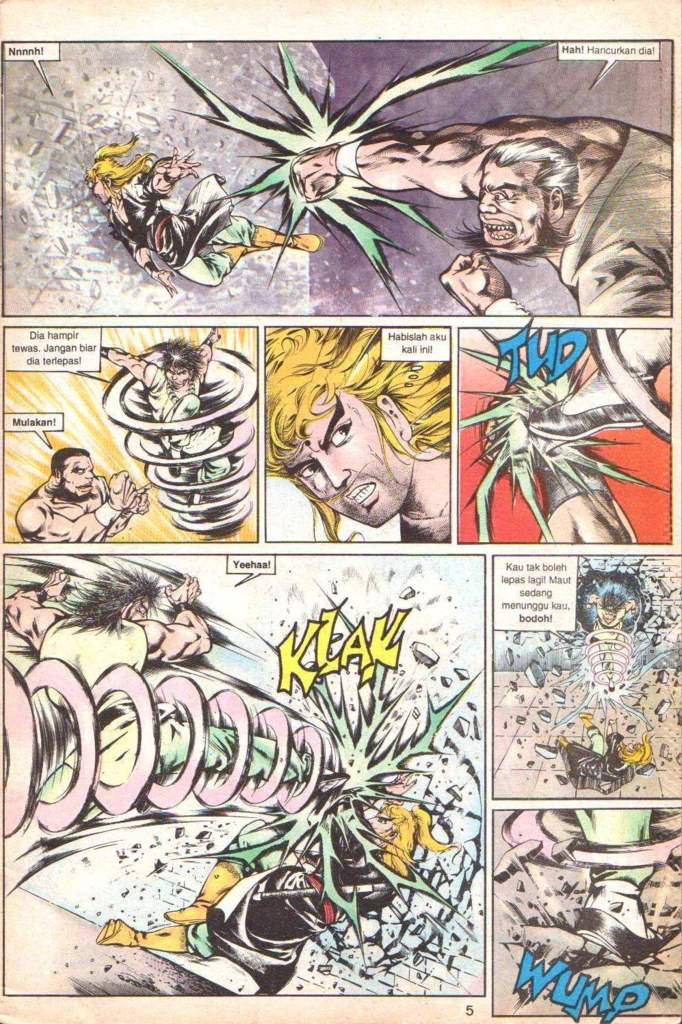 Nnnnh!
Hah! Hancurkan dia!
Dia hampir
tewas. Jangan biar
dia terlepas!
Mulakan!
Habislah aku
kali ini!
TUD
Yeehaa!
KLAK
Kau tak boleh
lepas lagi! Maut
sedang
menunggu kau,
bodoh!
WUMP
5